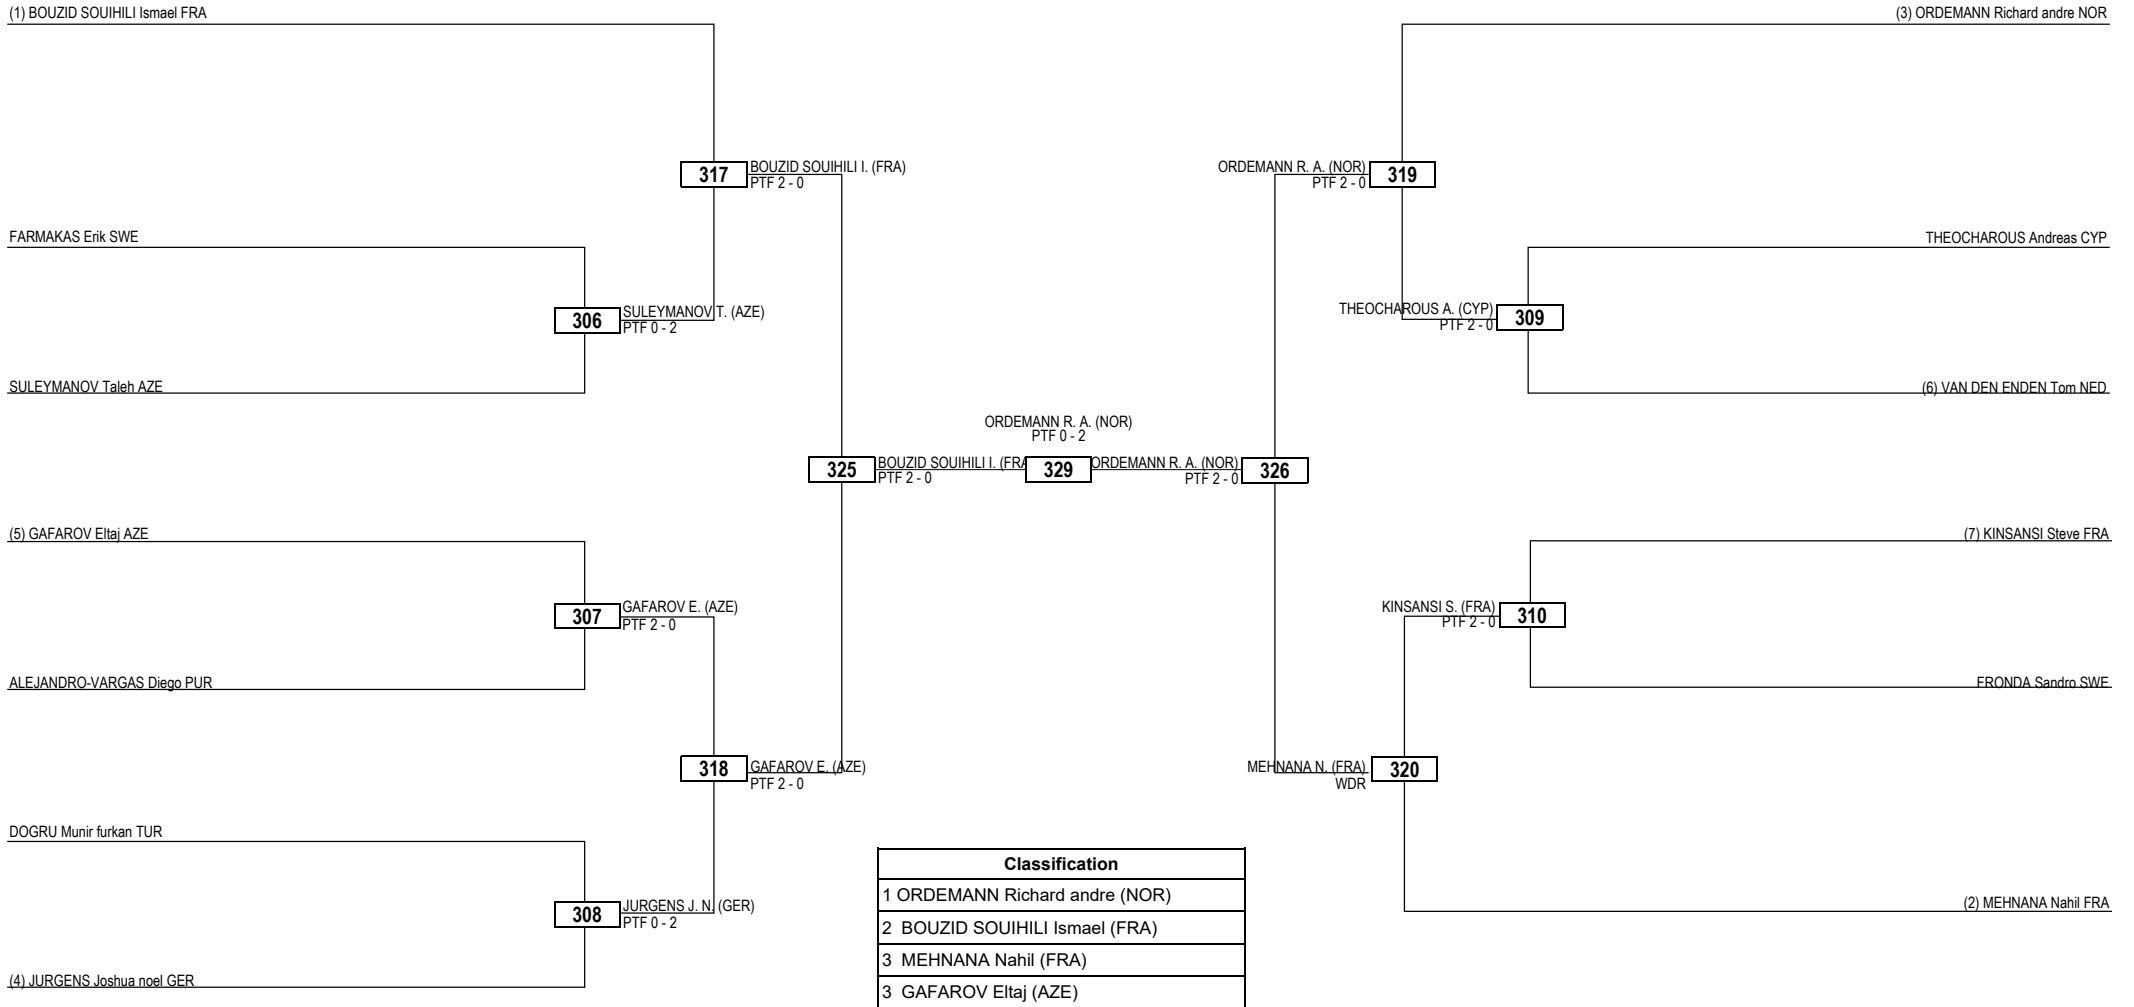 (1) BOUZID SOUIHILI Ismael FRA
(3) ORDEMANN Richard andre NOR
317
BOUZID SOUIHILI I. (FRA)
PTF 2 - 0
ORDEMANN R. A. (NOR)
PTF 2 - 0
319
FARMAKAS Erik SWE
THEOCHAROUS Andreas CYP
306
SULEYMANOV T. (AZE)
PTF 0 - 2
THEOCHAROUS A. (CYP)
PTF 2 - 0
309
SULEYMANOV Taleh AZE
(6) VAN DEN ENDEN Tom NED
ORDEMANN R. A. (NOR)
PTF 0 - 2
325
BOUZID SOUIHILI I. (FRA
PTF 2 - 0
329
ORDEMANN R. A. (NOR)
PTF 2 - 0
326
(5) GAFAROV Eltaj AZE
(7) KINSANSI Steve FRA
307
GAFAROV E. (AZE)
PTF 2 - 0
KINSANSI S. (FRA)
PTF 2 - 0
310
ALEJANDRO-VARGAS Diego PUR
FRONDA Sandro SWE
318
GAFAROV E. (AZE)
PTF 2 - 0
MEHNANA N. (FRA)
WDR
320
DOGRU Munir furkan TUR
308
JURGENS J. N. (GER)
PTF 0 - 2
(2) MEHNANA Nahil FRA
(4) JURGENS Joshua noel GER
Classification
1 ORDEMANN Richard andre (NOR)
2 BOUZID SOUIHILI Ismael (FRA)
3 MEHNANA Nahil (FRA)
3 GAFAROV Eltaj (AZE)